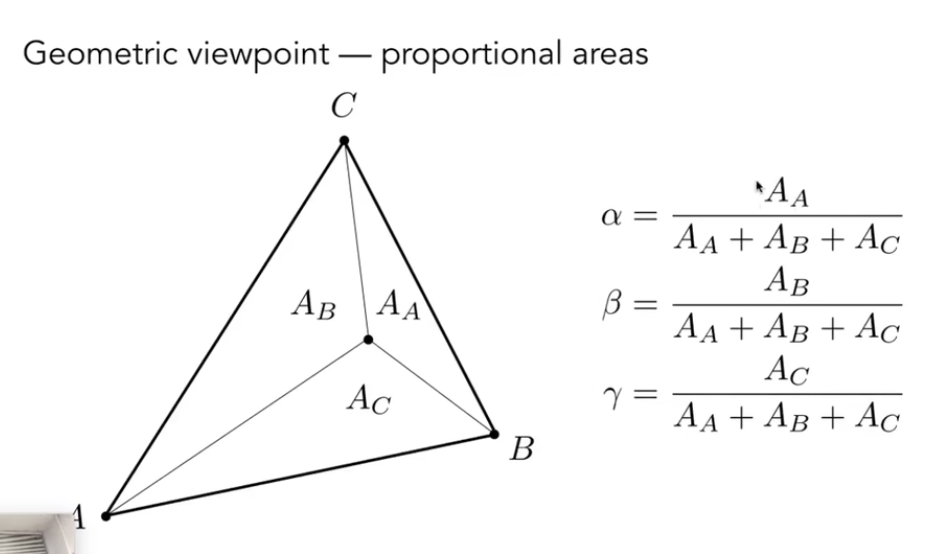 Geometric viewpoint — proportional areas
C
α = A_A / (A_A + A_B + A_C)
A_B A_A
β = A_B / (A_A + A_B + A_C)
A_C
γ = A_C / (A_A + A_B + A_C)
B
A